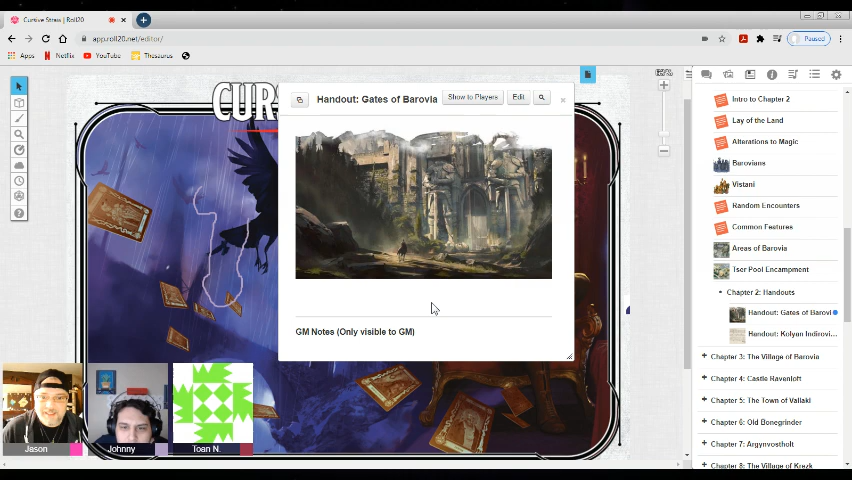 Cursive Stress | Roll20
app.roll20.net/editor/
Paused
Apps
Netflix
YouTube
Thesaurus
CURS
Handout: Gates of Barovia
Show to Players
Edit
GM Notes (Only visible to GM)
Jason
Johnny
Toan N.
Intro to Chapter 2
Lay of the Land
Alterations to Magic
Barovians
Vistani
Random Encounters
Common Features
Areas of Barovia
Tser Pool Encampment
Chapter 2: Handouts
Handout: Gates of Barovi
Handout: Kolyan Indirovi...
Chapter 3: The Village of Barovia
Chapter 4: Castle Ravenloft
Chapter 5: The Town of Vallaki
Chapter 6: Old Bonegrinder
Chapter 7: Argynvostholt
Chapter 8: The Village of Krezk